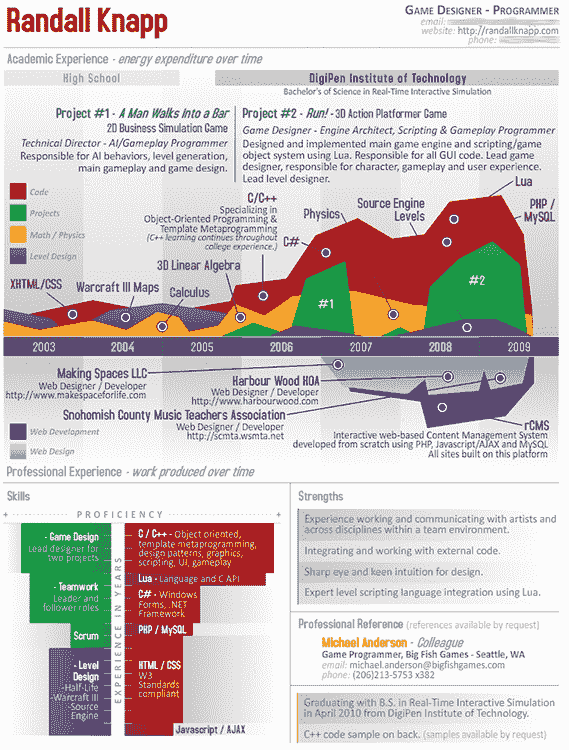 Randall Knapp
Game Designer - Programmer
email:
website: http://randallknapp.com
phone:
Academic Experience - energy expenditure over time
High School
DigiPen Institute of Technology
Bachelor's of Science in Real-Time Interactive Simulation
Project #1 - A Man Walks Into a Bar
2D Business Simulation Game
Technical Director - AI/Gameplay Programmer
Responsible for AI behaviors, level generation,
main gameplay and game design.
Project #2 - Run! - 3D Action Platformer Game
Game Designer - Engine Architect, Scripting & Gameplay Programmer
Designed and implemented main game engine and scripting/game
object system using Lua. Responsible for all GUI code. Lead game
designer, responsible for character, gameplay and user experience.
Lead level designer.
Code
Projects
Math / Physics
Level Design
C/C++
Specializing in
Object-Oriented Programming &
Template Metaprogramming
(C++ learning continues throughout
college experience.)
Physics
C#
Source Engine
Levels
Lua
PHP /
MySQL
XHTML/CSS
Warcraft III Maps
3D Linear Algebra
Calculus
#1
#2
2003 2004 2005 2006 2007 2008 2009
Making Spaces LLC
Web Designer / Developer
http://www.makespaceforlife.com
Harbour Wood HOA
Web Designer / Developer
http://www.harbourwood.com
Snohomish County Music Teachers Association
Web Designer / Developer
http://scmta.wsmta.net
rCMS
Interactive web-based Content Management System
developed from scratch using PHP, Javascript/AJAX and MySQL
All sites built on this platform
Web Development
Web Design
Professional Experience - work produced over time
Skills
+ PROFICIENCY +
EXPERIENCE IN YEARS
- Game Design
Lead designer for
two projects
- Teamwork
Leader and
follower roles
Scrum
- Level
Design
-Half-Life
-Warcraft III
-Source
Engine
C / C++ - Object oriented,
template metaprogramming,
design patterns, graphics,
scripting, UI, gameplay
Lua - Language and C API
C# - Windows
Forms, .NET
Framework
PHP / MySQL
HTML / CSS
W3
Standards
compliant
Javascript / AJAX
Strengths
Experience working and communicating with artists and
across disciplines within a team environment.
Integrating and working with external code.
Sharp eye and keen intuition for design.
Expert level scripting language integration using Lua.
Professional Reference (references available by request)
Michael Anderson - Colleague
Game Programmer, Big Fish Games - Seattle, WA
email: michael.anderson@bigfishgames.com
phone: (206)213-5753 x382
Graduating with B.S. in Real-Time Interactive Simulation
in April 2010 from DigiPen Institute of Technology.
C++ code sample on back. (samples available by request)